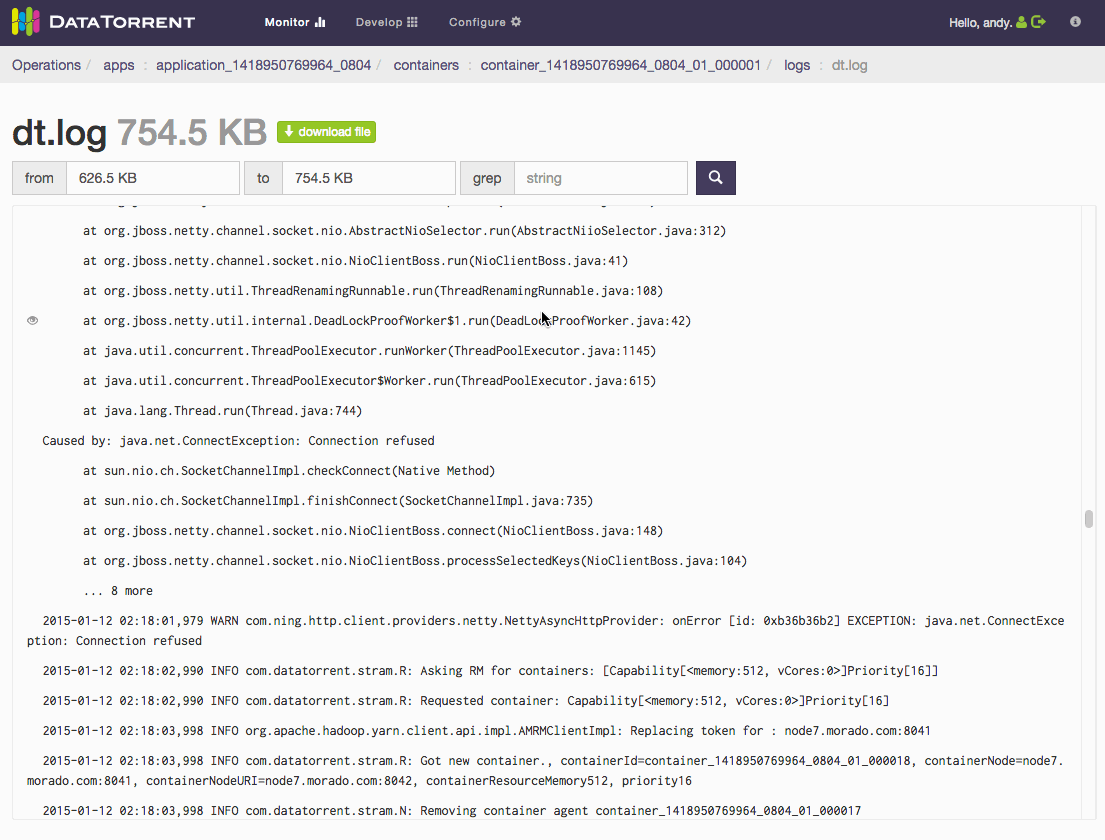 DATATORRENT Monitor Develop Configure Hello, andy.
Operations / apps : application_1418950769964_0804 / containers : container_1418950769964_0804_01_000001 / logs : dt.log
dt.log 754.5 KB download file
from 626.5 KB to 754.5 KB grep string
at org.jboss.netty.channel.socket.nio.AbstractNioSelector.run(AbstractNiioSelector.java:312)
at org.jboss.netty.channel.socket.nio.NioClientBoss.run(NioClientBoss.java:41)
at org.jboss.netty.util.ThreadRenamingRunnable.run(ThreadRenamingRunnable.java:108)
at org.jboss.netty.util.internal.DeadLockProofWorker$1.run(DeadLockProofWorker.java:42)
at java.util.concurrent.ThreadPoolExecutor.runWorker(ThreadPoolExecutor.java:1145)
at java.util.concurrent.ThreadPoolExecutor$Worker.run(ThreadPoolExecutor.java:615)
at java.lang.Thread.run(Thread.java:744)
Caused by: java.net.ConnectException: Connection refused
at sun.nio.ch.SocketChannelImpl.checkConnect(Native Method)
at sun.nio.ch.SocketChannelImpl.finishConnect(SocketChannelImpl.java:735)
at org.jboss.netty.channel.socket.nio.NioClientBoss.connect(NioClientBoss.java:148)
at org.jboss.netty.channel.socket.nio.NioClientBoss.processSelectedKeys(NioClientBoss.java:104)
... 8 more
2015-01-12 02:18:01,979 WARN com.ning.http.client.providers.netty.NettyAsyncHttpProvider: onError [id: 0xb36b36b2] EXCEPTION: java.net.ConnectExce
ption: Connection refused
2015-01-12 02:18:02,990 INFO com.datatorrent.stram.R: Asking RM for containers: [Capability[<memory:512, vCores:0>]Priority[16]]
2015-01-12 02:18:02,990 INFO com.datatorrent.stram.R: Requested container: Capability[<memory:512, vCores:0>]Priority[16]
2015-01-12 02:18:03,998 INFO org.apache.hadoop.yarn.client.api.impl.AMRMClientImpl: Replacing token for : node7.morado.com:8041
2015-01-12 02:18:03,998 INFO com.datatorrent.stram.R: Got new container., containerId=container_1418950769964_0804_01_000018, containerNode=node7.
morado.com:8041, containerNodeURI=node7.morado.com:8042, containerResourceMemory512, priority16
2015-01-12 02:18:03,998 INFO com.datatorrent.stram.N: Removing container agent container_1418950769964_0804_01_000017